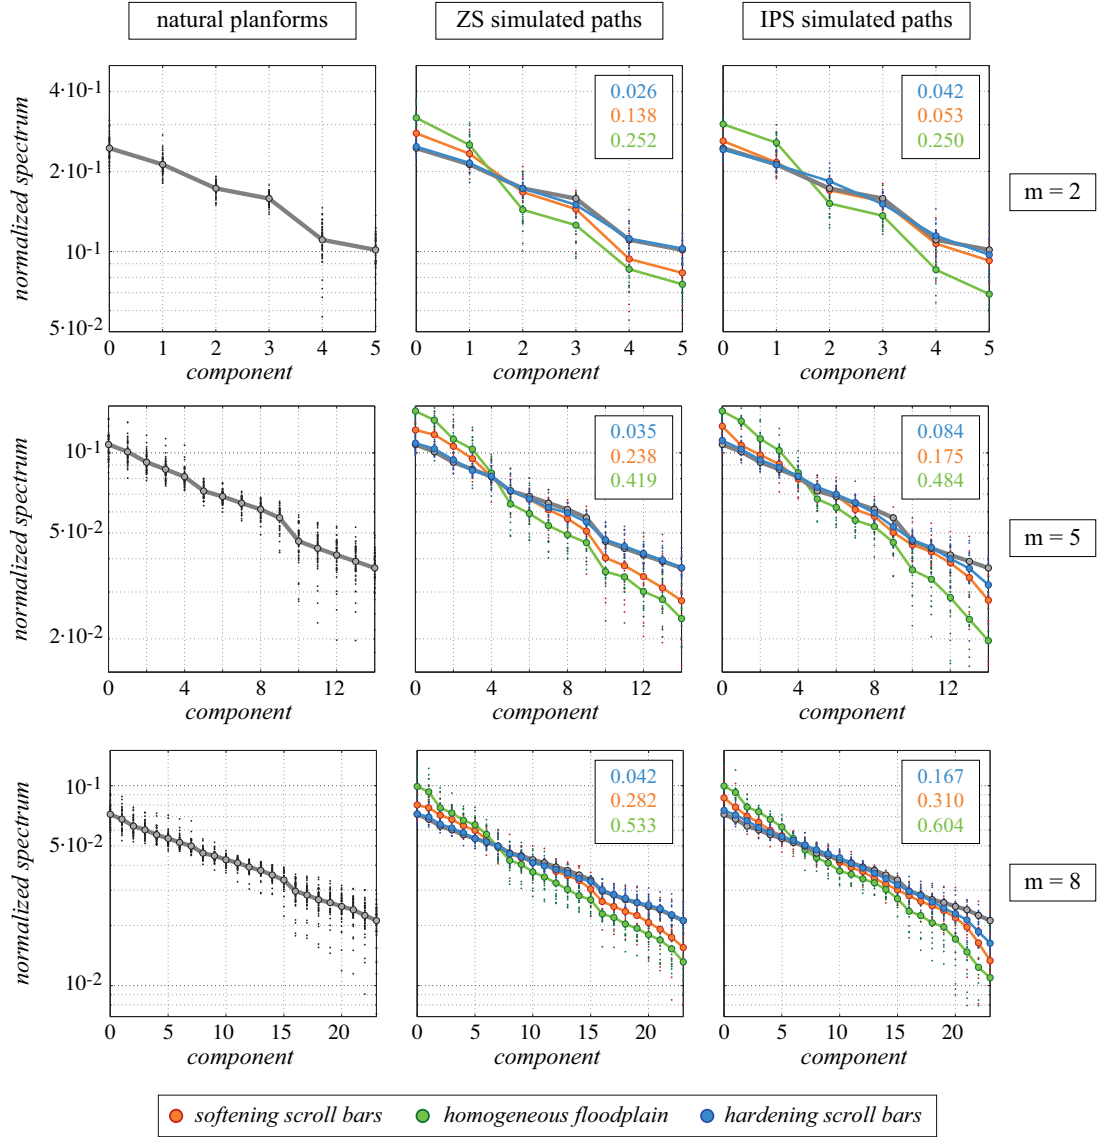 natural planforms
ZS simulated paths
IPS simulated paths
normalized spectrum
4·10⁻¹
2·10⁻¹
10⁻¹
5·10⁻²
0 1 2 3 4 5
component
0.026
0.138
0.252
0 1 2 3 4 5
component
0.042
0.053
0.250
0 1 2 3 4 5
component
m = 2
normalized spectrum
10⁻¹
5·10⁻²
2·10⁻²
0 4 8 12
component
0.035
0.238
0.419
0 4 8 12
component
0.084
0.175
0.484
0 4 8 12
component
m = 5
normalized spectrum
10⁻¹
5·10⁻²
10⁻²
0 5 10 15 20
component
0.042
0.282
0.533
0 5 10 15 20
component
0.167
0.310
0.604
0 5 10 15 20
component
m = 8
softening scroll bars homogeneous floodplain hardening scroll bars